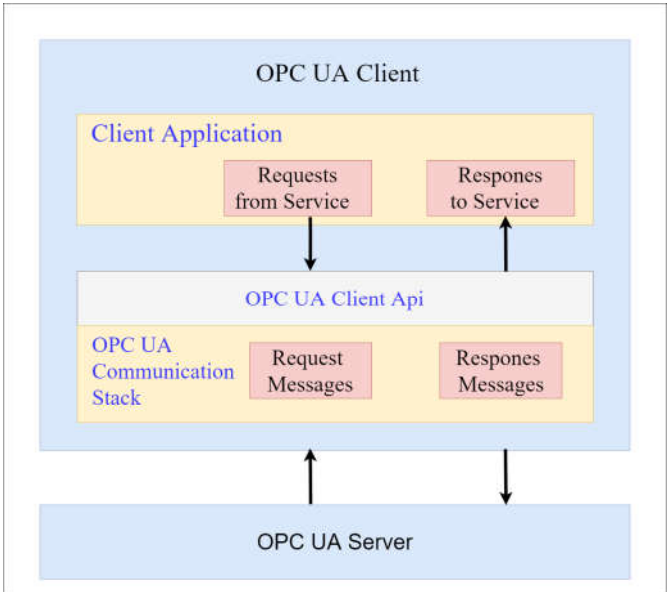 OPC UA Client
Client Application
Requests
from Service
Respones
to Service
OPC UA Client Api
OPC UA
Communication
Stack
Request
Messages
Respones
Messages
OPC UA Server